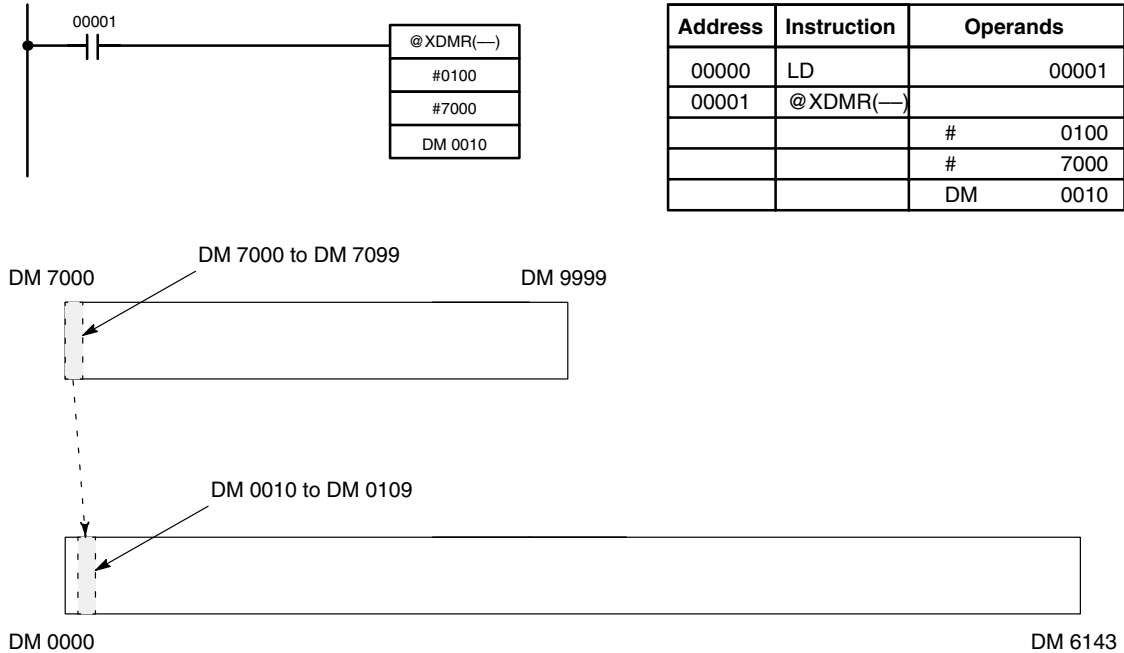 00001
@XDMR(––)
#0100
#7000
DM 0010
Address Instruction Operands
00000 LD 00001
00001 @XDMR(––)
# 0100
# 7000
DM 0010
DM 7000 to DM 7099
DM 7000 DM 9999
DM 0010 to DM 0109
DM 0000 DM 6143